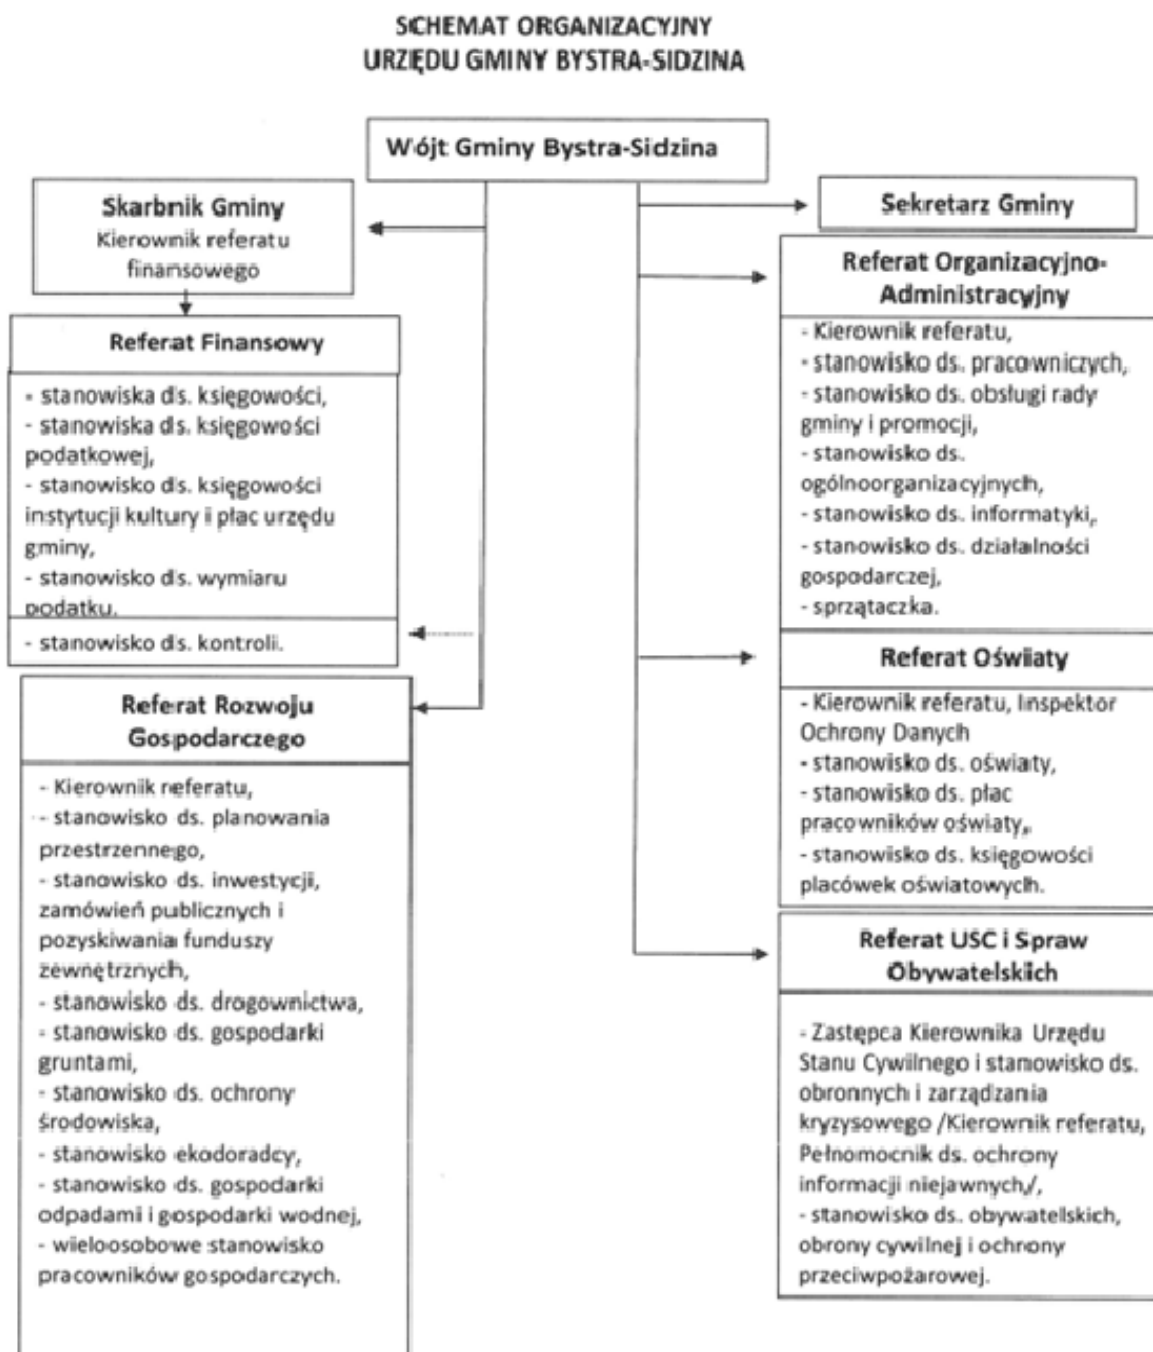 SCHEMAT ORGANIZACYJNY
URZĘDU GMINY BYSTRA-SIDZINA
Wójt Gminy Bystra-Sidzina
Skarbnik Gminy
Kierownik referatu
finansowego
Referat Finansowy
- stanowiska ds. księgowości,
- stanowiska ds. księgowości
podatkowej,
- stanowisko ds. księgowości
instytucji kultury i płac urzędu
gminy,
- stanowisko ds. wymiaru
podatku.
- stanowisko ds. kontroli.
Referat Rozwoju
Gospodarczego
- Kierownik referatu,
- stanowisko ds. planowania
przestrzennego,
- stanowisko ds. inwestycji,
zamówień publicznych i
pozyskiwania funduszy
zewnętrznych,
- stanowisko ds. drogownictwa,
- stanowisko ds. gospodarki
gruntami,
- stanowisko ds. ochrony
środowiska,
- stanowisko ekodoradcy,
- stanowisko ds. gospodarki
odpadami i gospodarki wodnej,
- wieloosobowe stanowisko
pracowników gospodarczych.
Sekretarz Gminy
Referat Organizacyjno-
Administracyjny
- Kierownik referatu,
- stanowisko ds. pracowniczych,
- stanowisko ds. obsługi rady
gminy i promocji,
- stanowisko ds.
ogólnoorganizacyjnych,
- stanowisko ds. informatyki,
- stanowisko ds. działalności
gospodarczej,
- sprzątaczka.
Referat Oświaty
- Kierownik referatu, Inspektor
Ochrony Danych
- stanowisko ds. oświaty,
- stanowisko ds. płac
pracowników oświaty,
- stanowisko ds. księgowości
placówek oświatowych.
Referat USC i Spraw
Obywatelskich
- Zastępca Kierownika Urzędu
Stanu Cywilnego i stanowisko ds.
obronnych i zarządzania
kryzysowego /Kierownik referatu,
Pełnomocnik ds. ochrony
informacji niejawnych/,
- stanowisko ds. obywatelskich,
obrony cywilnej i ochrony
przeciwpożarowej.